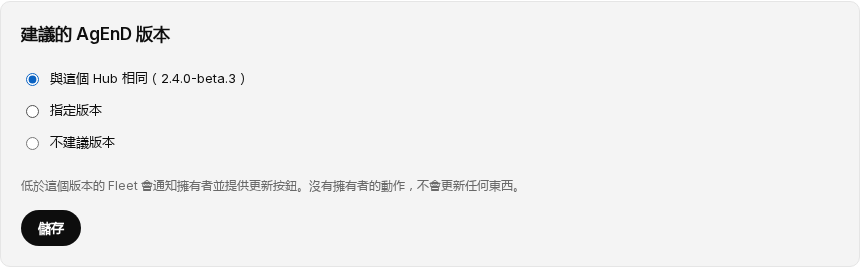 建議的 AgEnD 版本
與這個 Hub 相同（2.4.0-beta.3）
指定版本
不建議版本
低於這個版本的 Fleet 會通知擁有者並提供更新按鈕。沒有擁有者的動作，不會更新任何東西。
儲存